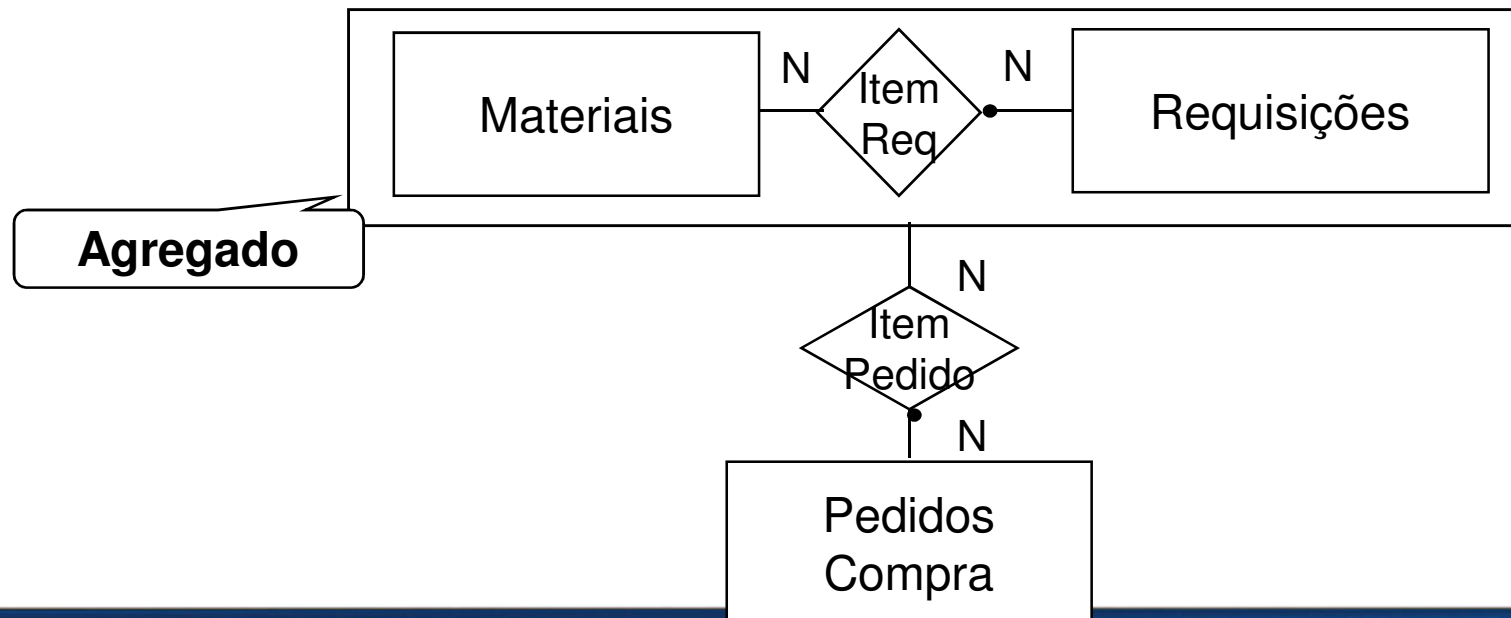 Materiais
N
Item
Req
N
Requisições
Agregado
N
Item
Pedido
N
Pedidos
Compra